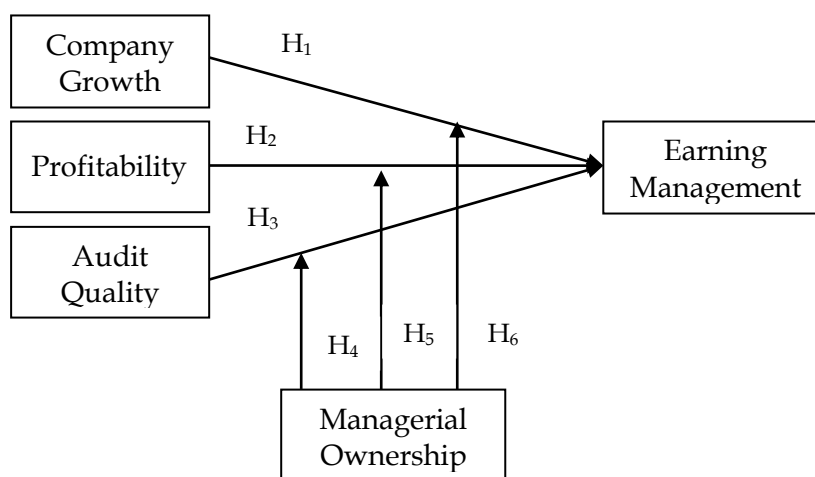 Company
Growth
H₁
Profitability
H₂
Earning
Management
H₃
Audit
Quality
H₄
H₅
H₆
Managerial
Ownership